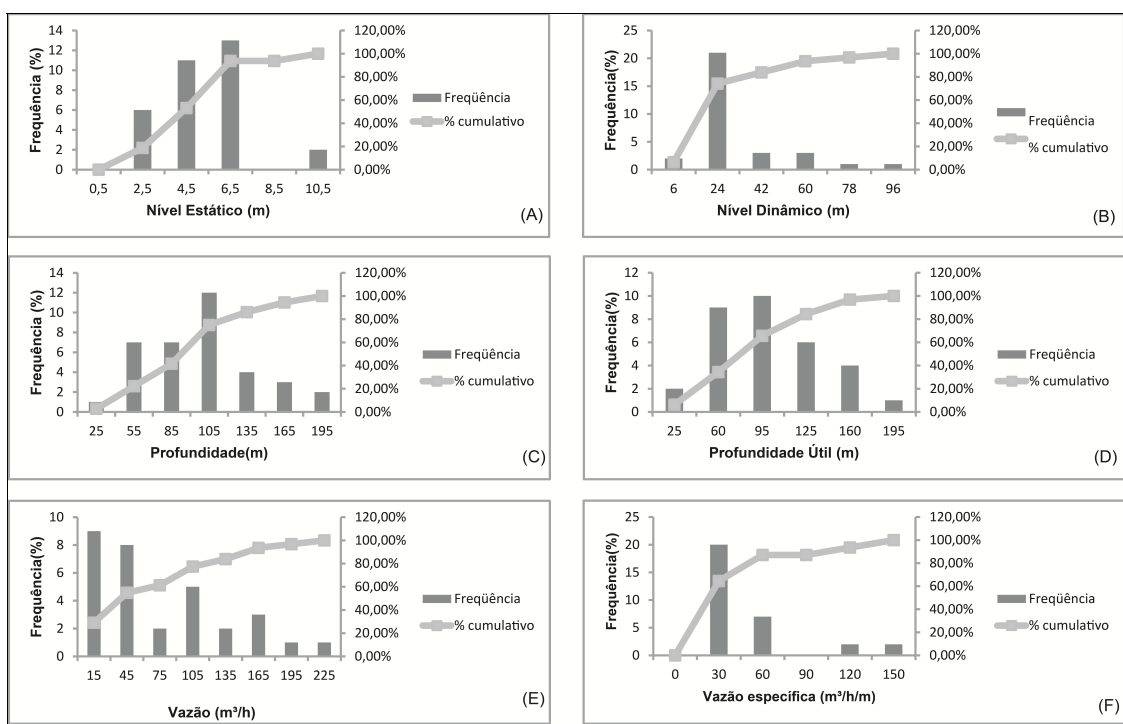 14
12
10
8
6
4
2
0
120,00%
100,00%
80,00%
60,00%
40,00%
20,00%
0,00%
0,5 2,5 4,5 6,5 8,5 10,5
Frequência (%)
Nível Estático (m)
Freqüência
% cumulativo
(A)
25
20
15
10
5
0
120,00%
100,00%
80,00%
60,00%
40,00%
20,00%
0,00%
6 24 42 60 78 96
Frequência(%)
Nível Dinâmico (m)
Freqüência
% cumulativo
(B)
14
12
10
8
6
4
2
0
120,00%
100,00%
80,00%
60,00%
40,00%
20,00%
0,00%
25 55 85 105 135 165 195
Frequência (%)
Profundidade(m)
Freqüência
% cumulativo
(C)
12
10
8
6
4
2
0
120,00%
100,00%
80,00%
60,00%
40,00%
20,00%
0,00%
25 60 95 125 160 195
Frequência(%)
Profundidade Útil (m)
Freqüência
% cumulativo
(D)
10
8
6
4
2
0
120,00%
100,00%
80,00%
60,00%
40,00%
20,00%
0,00%
15 45 75 105 135 165 195 225
Frequência(%)
Vazão (m³/h)
Freqüência
% cumulativo
(E)
25
20
15
10
5
0
120,00%
100,00%
80,00%
60,00%
40,00%
20,00%
0,00%
0 30 60 90 120 150
Frequência(%)
Vazão específica (m³/h/m)
Freqüência
% cumulativo
(F)